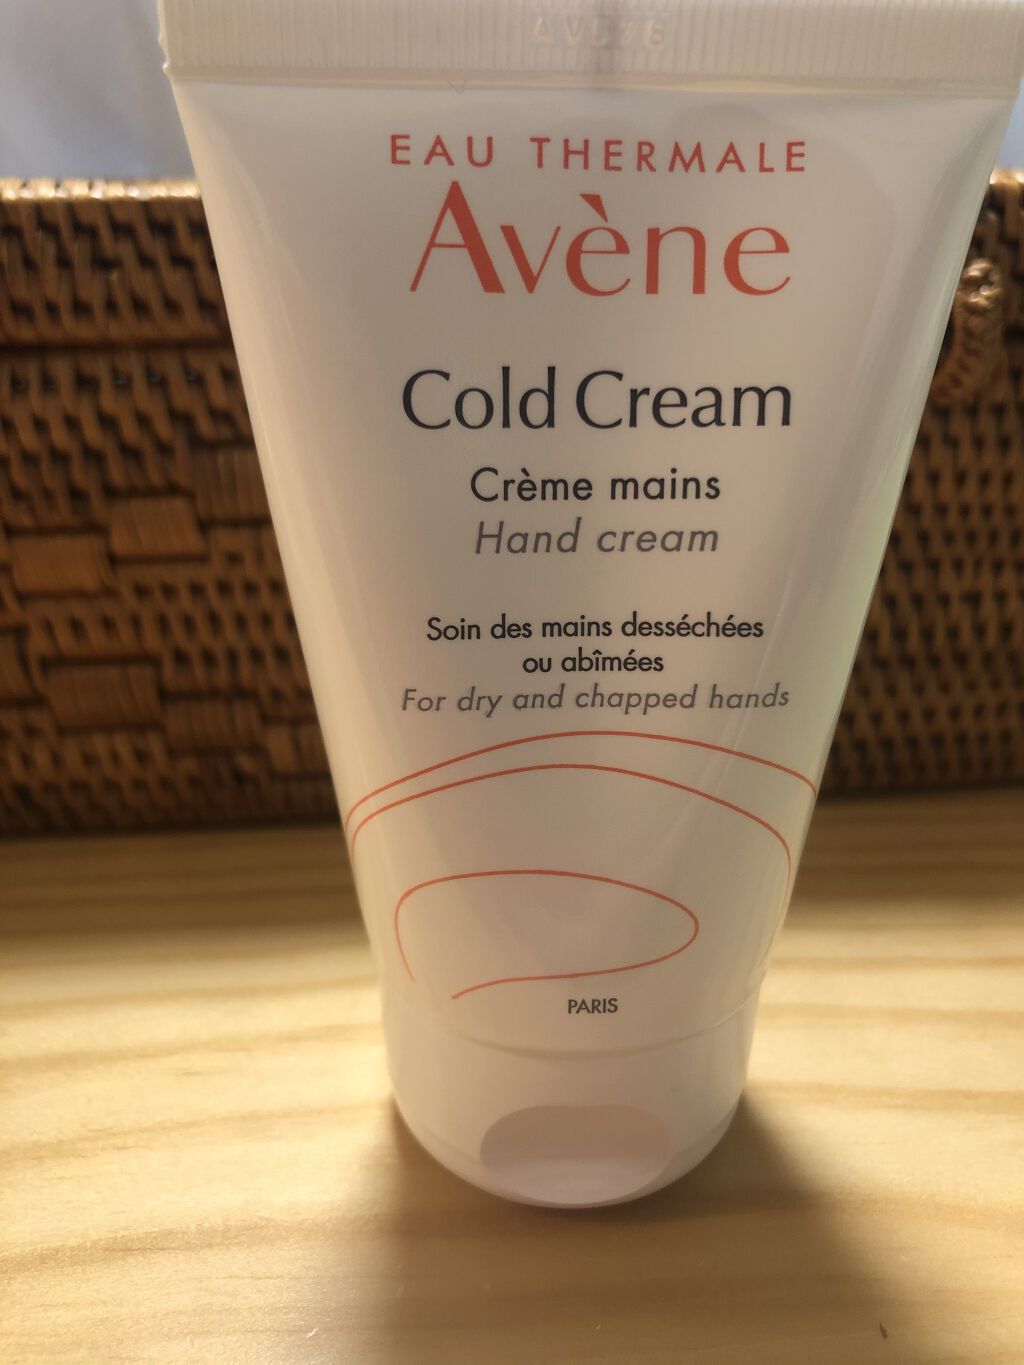 EAU THERMALE
Avène
Cold Cream
Crème mains
Hand cream
Soin des mains desséchées
ou abîmées
For dry and chapped hands
PARIS